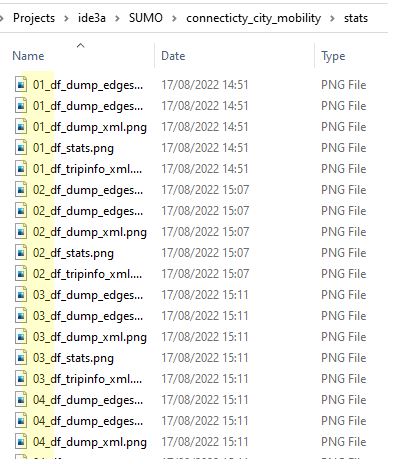 Projects > ide3a > SUMO > connecticty_city_mobility > stats
Name Date Type
01_df_dump_edges... 17/08/2022 14:51 PNG File
01_df_dump_edges... 17/08/2022 14:51 PNG File
01_df_dump_xml.png 17/08/2022 14:51 PNG File
01_df_stats.png 17/08/2022 14:51 PNG File
01_df_tripinfo_xml.... 17/08/2022 14:51 PNG File
02_df_dump_edges... 17/08/2022 15:07 PNG File
02_df_dump_edges... 17/08/2022 15:07 PNG File
02_df_dump_xml.png 17/08/2022 15:07 PNG File
02_df_stats.png 17/08/2022 15:07 PNG File
02_df_tripinfo_xml.... 17/08/2022 15:07 PNG File
03_df_dump_edges... 17/08/2022 15:11 PNG File
03_df_dump_edges... 17/08/2022 15:11 PNG File
03_df_dump_xml.png 17/08/2022 15:11 PNG File
03_df_stats.png 17/08/2022 15:11 PNG File
03_df_tripinfo_xml.... 17/08/2022 15:11 PNG File
04_df_dump_edges... 17/08/2022 15:11 PNG File
04_df_dump_edges... 17/08/2022 15:11 PNG File
04_df_dump_xml.png 17/08/2022 15:11 PNG File